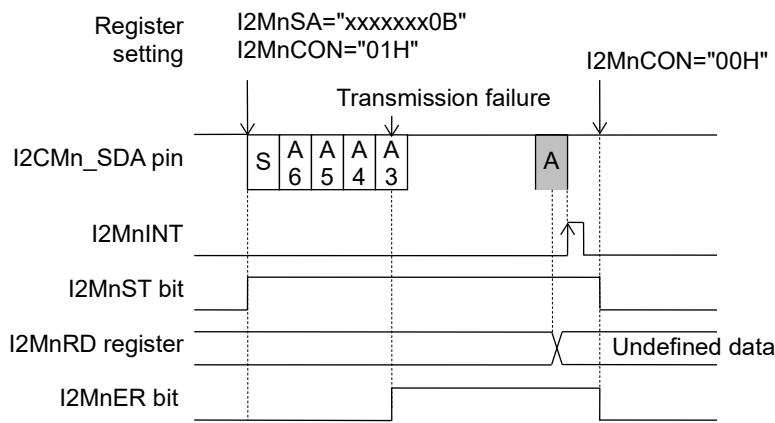 Register
setting
I2MnSA="xxxxxxx0B"
I2MnCON="01H"
I2MnCON="00H"
Transmission failure
I2CMn_SDA pin
S
A
6
A
5
A
4
A
3
A
I2MnINT
I2MnST bit
I2MnRD register
Undefined data
I2MnER bit